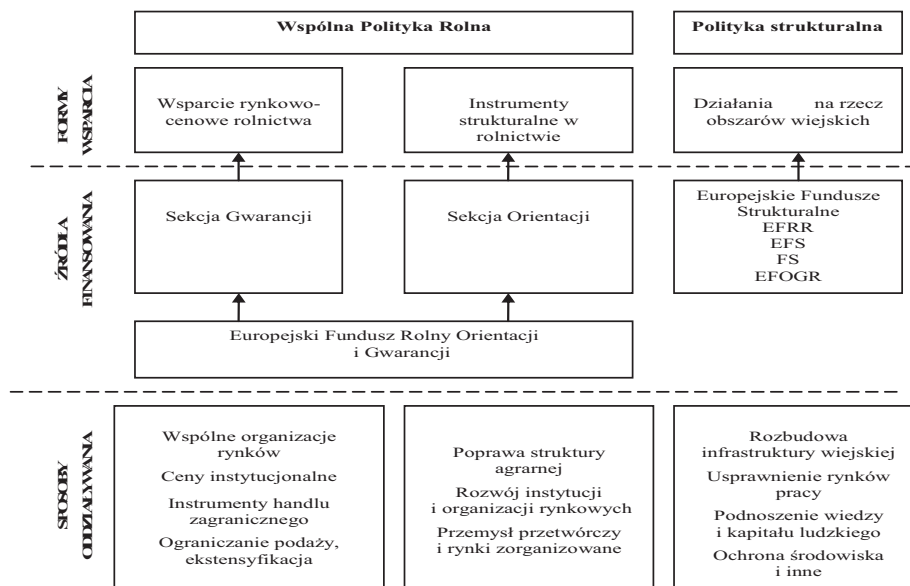 Wspólna Polityka Rolna
Polityka strukturalna
FORMY
WSPARCIA
Wsparcie rynkowo-
cenowe rolnictwa
Instrumenty
strukturalne w
rolnictwie
Działania na rzecz
obszarów wiejskich
ŹRÓDŁA
FINANSOWANIA
Sekcja Gwarancji
Sekcja Orientacji
Europejskie Fundusze
Strukturalne
EFRR
EFS
FS
EFOGR
Europejski Fundusz Rolny Orientacji
i Gwarancji
SPOSOBY
ODDZIAŁYWANIA
Wspólne organizacje
rynków
Ceny instytucjonalne
Instrumenty handlu
zagranicznego
Ograniczanie podaży,
ekstensyfikacja
Poprawa struktury
agrarnej
Rozwój instytucji
i organizacji rynkowych
Przemysł przetwórczy
i rynki zorganizowane
Rozbudowa
infrastruktury wiejskiej
Usprawnienie rynków
pracy
Podnoszenie wiedzy
i kapitału ludzkiego
Ochrona środowiska
i inne